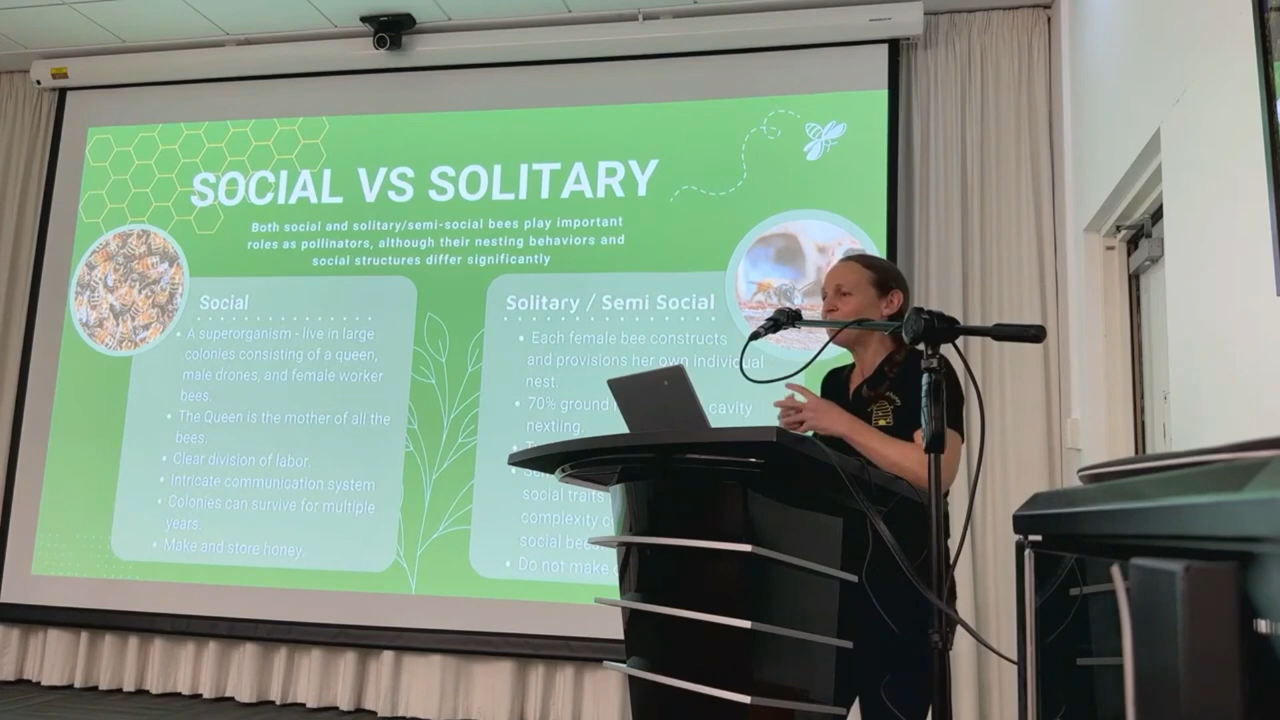 SOCIAL VS SOLITARY
Both social and solitary/semi-social bees play important
roles as pollinators, although their nesting behaviors and
social structures differ significantly
Social
• A superorganism - live in large
colonies consisting of a queen,
male drones, and female worker
bees.
• The Queen is the mother of all the
bees.
• Clear division of labor.
• Intricate communication system
• Colonies can survive for multiple
years.
• Make and store honey.
Solitary / Semi Social
• Each female bee constructs
and provisions her own individual
nest.
• 70% ground cavity
nextling.
social traits
complexity
social bees
• Do not make